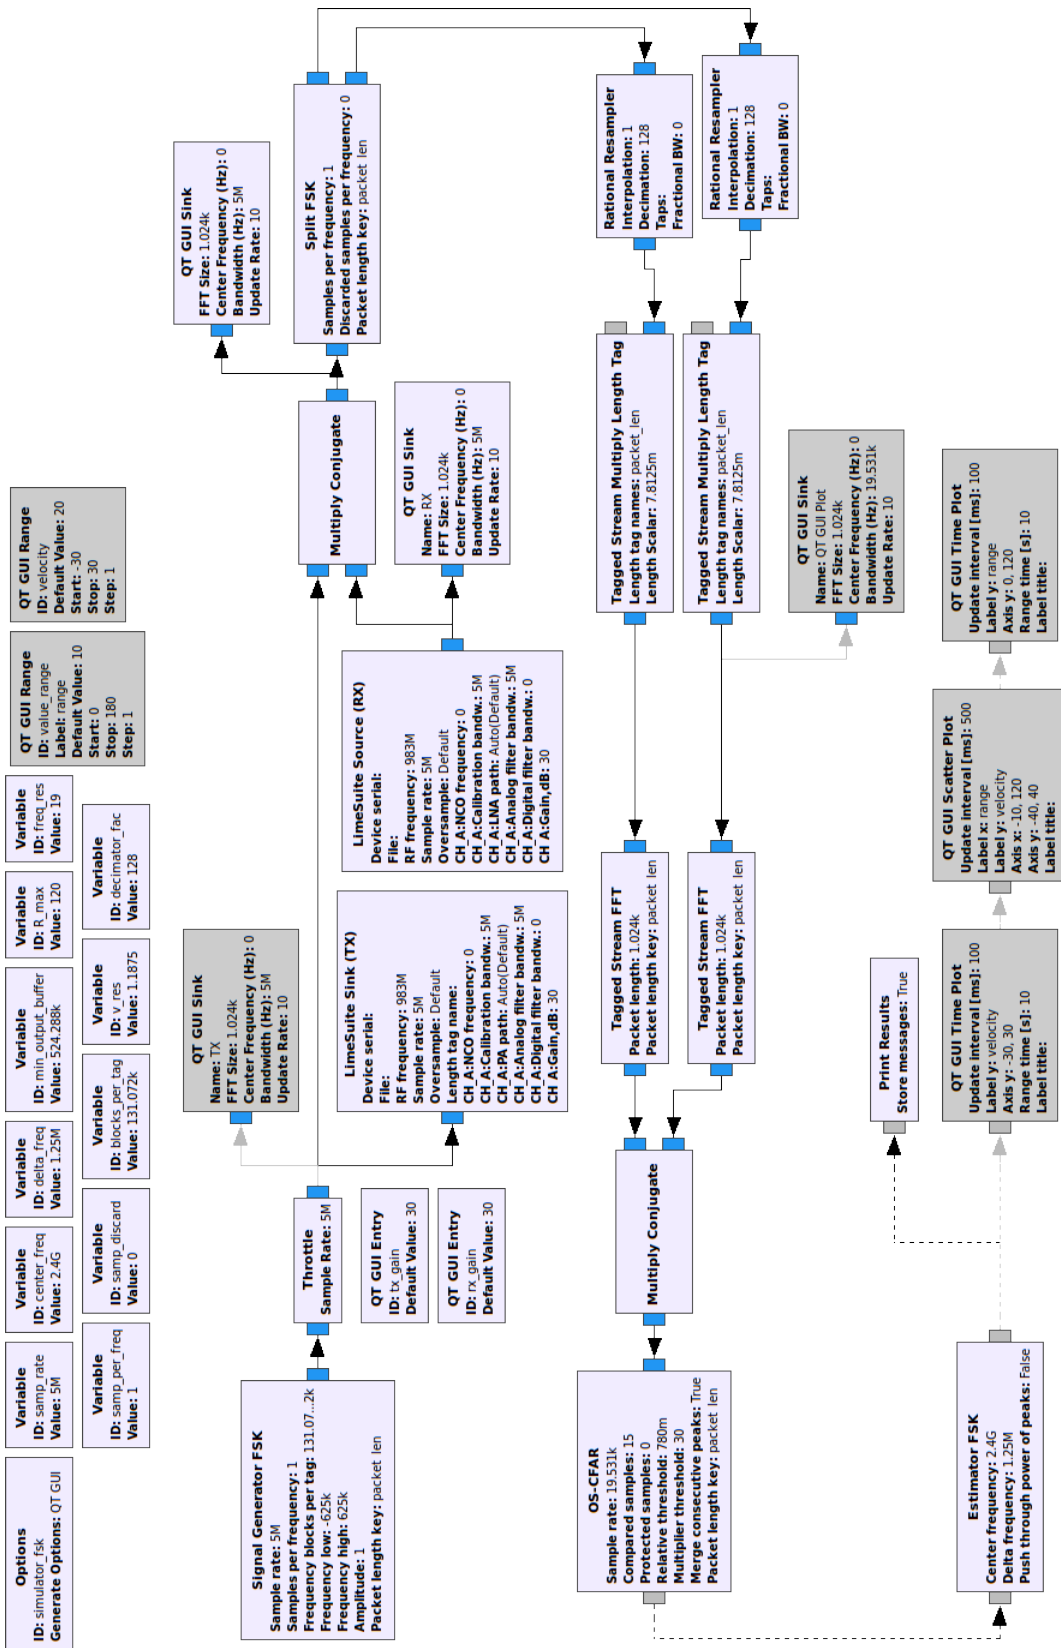 Options
ID: simulator_fsk
Generate Options: QT GUI
Variable
ID: samp_rate
Value: 5M
Variable
ID: center_freq
Value: 2.4G
Variable
ID: delta_freq
Value: 1.25M
Variable
ID: min_output_buffer
Value: 524.288k
Variable
ID: R_max
Value: 120
Variable
ID: freq_res
Value: 19
Variable
ID: samp_per_freq
Value: 1
Variable
ID: samp_discard
Value: 0
Variable
ID: blocks_per_tag
Value: 131.072k
Variable
ID: v_res
Value: 1.1875
Variable
ID: decimator_fac
Value: 128
QT GUI Range
ID: value_range
Label: range
Default Value: 10
Start: 0
Stop: 180
Step: 1
QT GUI Range
ID: velocity
Default Value: 20
Start: -30
Stop: 30
Step: 1
Signal Generator FSK
Sample rate: 5M
Samples per frequency: 1
Frequency blocks per tag: 131.07...2k
Frequency low: -625k
Frequency high: 625k
Amplitude: 1
Packet length key: packet_len
Throttle
Sample Rate: 5M
QT GUI Entry
ID: tx_gain
Default Value: 30
QT GUI Entry
ID: rx_gain
Default Value: 30
QT GUI Sink
Name: TX
FFT Size: 1.024k
Center Frequency (Hz): 0
Bandwidth (Hz): 5M
Update Rate: 10
LimeSuite Sink (TX)
Device serial:
File:
RF frequency: 983M
Sample rate: 5M
Oversample: Default
Length tag name:
CH_A:NCO frequency: 0
CH_A:Calibration bandw.: 5M
CH_A:PA path: Auto(Default)
CH_A:Analog filter bandw.: 5M
CH_A:Digital filter bandw.: 0
CH_A:Gain,dB: 30
LimeSuite Source (RX)
Device serial:
File:
RF frequency: 983M
Sample rate: 5M
Oversample: Default
CH_A:NCO frequency: 0
CH_A:Calibration bandw.: 5M
CH_A:LNA path: Auto(Default)
CH_A:Analog filter bandw.: 5M
CH_A:Digital filter bandw.: 0
CH_A:Gain,dB: 30
Multiply Conjugate
QT GUI Sink
Name: RX
FFT Size: 1.024k
Center Frequency (Hz): 0
Bandwidth (Hz): 5M
Update Rate: 10
QT GUI Sink
FFT Size: 1.024k
Center Frequency (Hz): 0
Bandwidth (Hz): 5M
Update Rate: 10
Split FSK
Samples per frequency: 1
Discarded samples per frequency: 0
Packet length key: packet_len
Rational Resampler
Interpolation: 1
Decimation: 128
Taps:
Fractional BW: 0
Rational Resampler
Interpolation: 1
Decimation: 128
Taps:
Fractional BW: 0
Tagged Stream Multiply Length Tag
Length tag names: packet_len
Length Scalar: 7.8125m
Tagged Stream Multiply Length Tag
Length tag names: packet_len
Length Scalar: 7.8125m
QT GUI Sink
Name: QT GUI Plot
FFT Size: 1.024k
Center Frequency (Hz): 0
Bandwidth (Hz): 19.531k
Update Rate: 10
Tagged Stream FFT
Packet length: 1.024k
Packet length key: packet_len
Tagged Stream FFT
Packet length: 1.024k
Packet length key: packet_len
Multiply Conjugate
OS-CFAR
Sample rate: 19.531k
Compared samples: 15
Protected samples: 0
Relative threshold: 780m
Multiplier threshold: 30
Merge consecutive peaks: True
Packet length key: packet_len
Estimator FSK
Center frequency: 2.4G
Delta frequency: 1.25M
Push through power of peaks: False
Print Results
Store messages: True
QT GUI Time Plot
Update interval [ms]: 100
Label y: velocity
Axis y: -30, 30
Range time [s]: 10
Label title:
QT GUI Scatter Plot
Update interval [ms]: 500
Label x: range
Label y: velocity
Axis x: -10, 120
Axis y: -40, 40
Label title:
QT GUI Time Plot
Update interval [ms]: 100
Label y: range
Axis y: 0, 120
Range time [s]: 10
Label title: